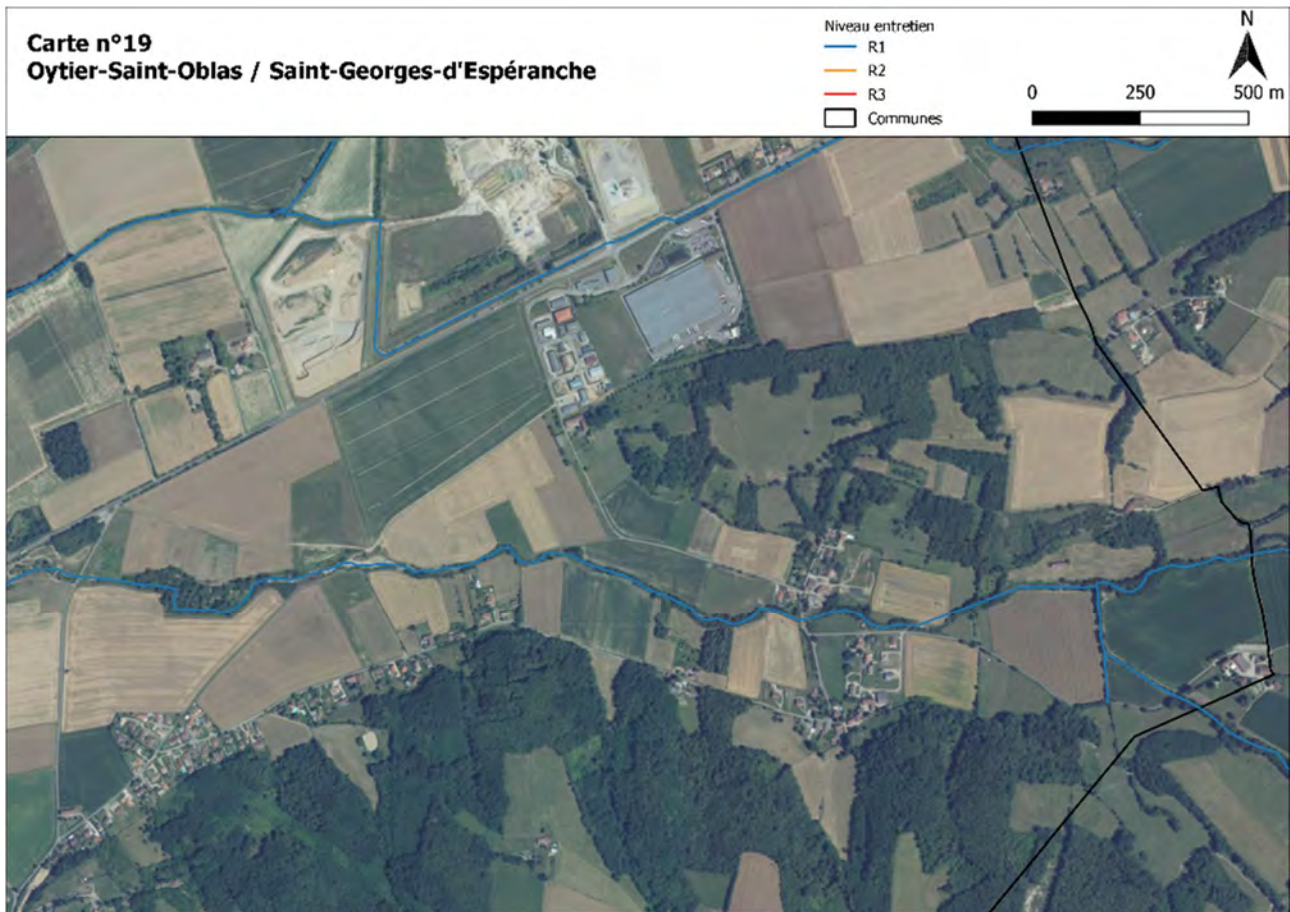 Carte n°19
Oytier-Saint-Oblas / Saint-Georges-d'Espéranche
Niveau entretien
R1
R2
R3
Communes
N
0 250 500 m